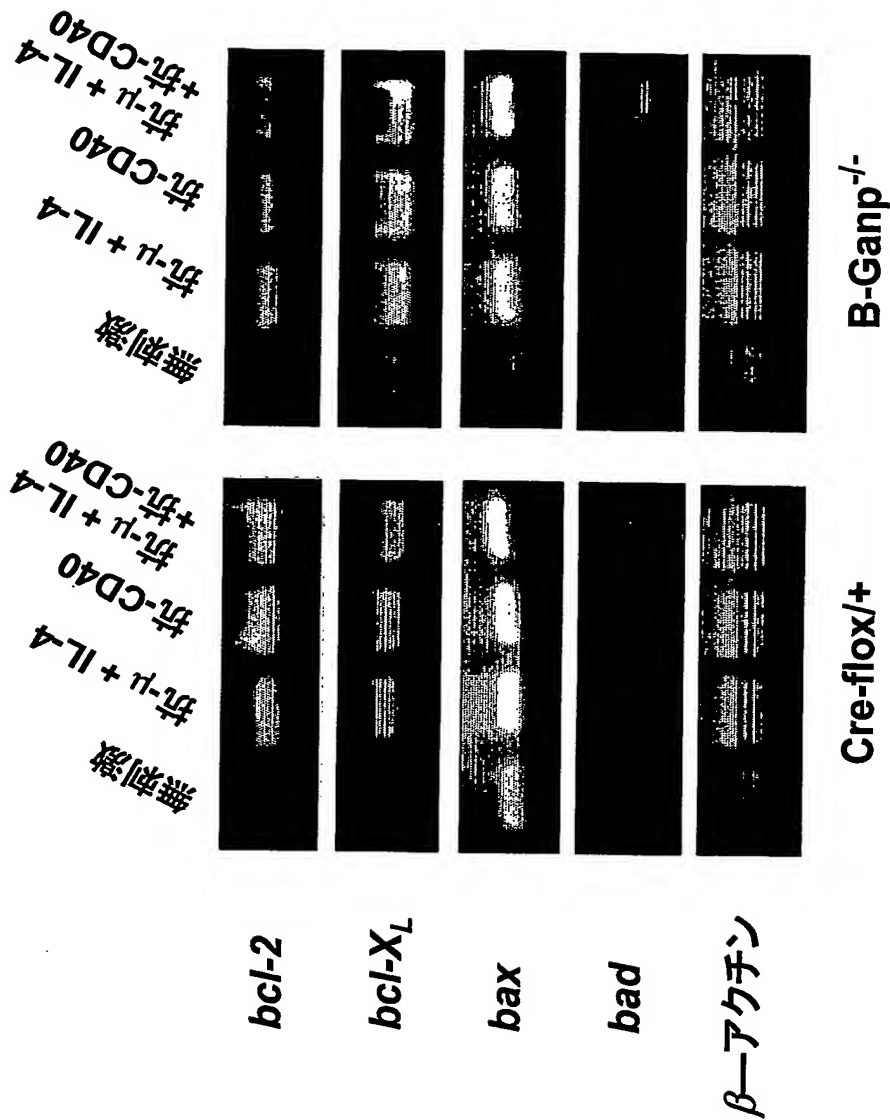 無刺激
抗-μ + IL-4
抗-CD40
抗-μ + IL-4
+抗-CD40
無刺激
抗-μ + IL-4
抗-CD40
抗-μ + IL-4
+抗-CD40
bcl-2
bcl-XL
bax
bad
β—アクチン
Cre-flox/+
B-Ganp-/-